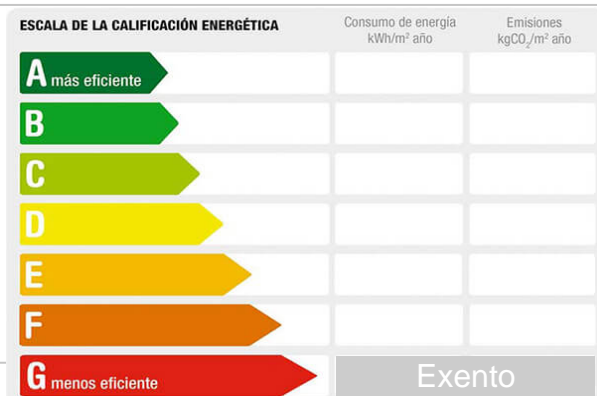 ESCALA DE LA CALIFICACIÓN ENERGÉTICA
Consumo de energía
kWh/m² año
Emisiones
kgCO₂/m² año
A más eficiente
B
C
D
E
F
G menos eficiente
Exento